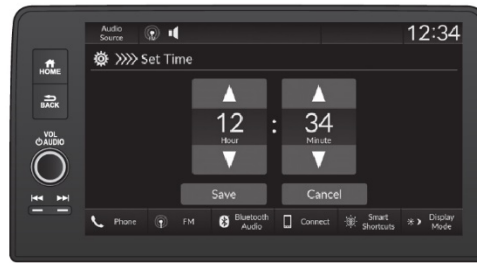 Audio
Source
12:34
>>>> Set Time
HOME
BACK
VOL
AUDIO
12
Hour
:
34
Minute
Save
Cancel
Phone
FM
Bluetooth
Audio
Connect
Smart
Shortcuts
Display
Mode